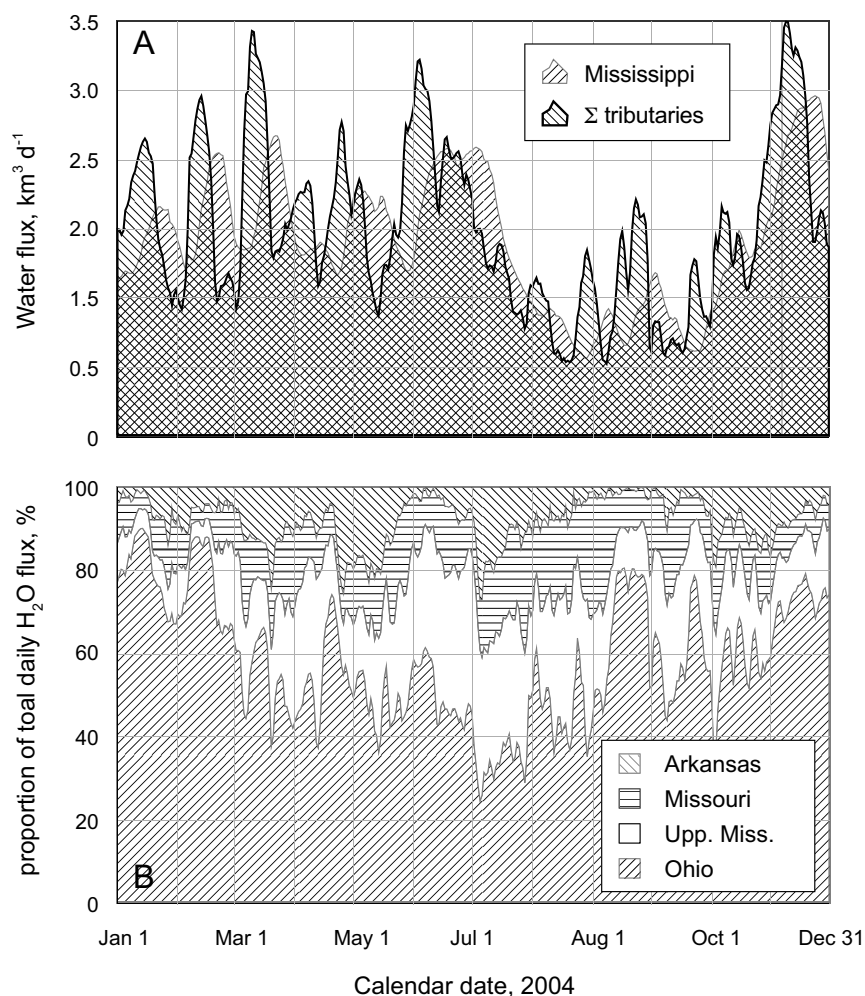 A
Mississippi
Σ tributaries
Water flux, km³ d⁻¹
3.5
3.0
2.5
2.0
1.5
0.5
0
B
Arkansas
Missouri
Upp. Miss.
Ohio
proportion of toal daily H₂O flux, %
100
80
60
40
20
0
Jan 1 Mar 1 May 1 Jul 1 Aug 1 Oct 1 Dec 31
Calendar date, 2004